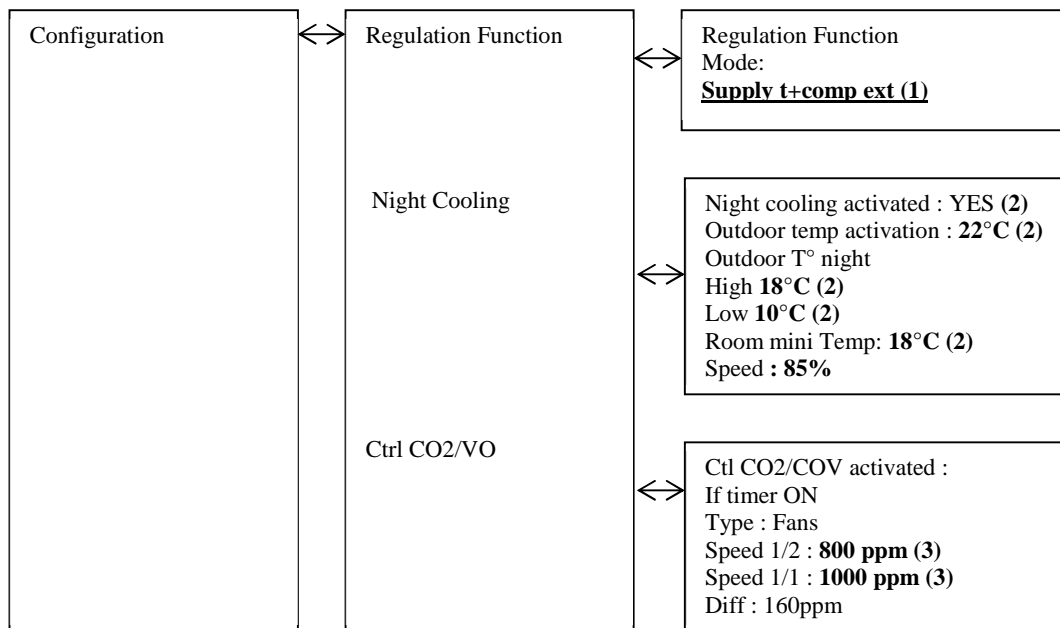 Configuration
Regulation Function
Regulation Function
Mode:
Supply t+comp ext (1)
Night Cooling
Night cooling activated : YES (2)
Outdoor temp activation : 22°C (2)
Outdoor T° night
High 18°C (2)
Low 10°C (2)
Room mini Temp: 18°C (2)
Speed : 85%
Ctrl CO2/VO
Ctl CO2/COV activated :
If timer ON
Type : Fans
Speed 1/2 : 800 ppm (3)
Speed 1/1 : 1000 ppm (3)
Diff : 160ppm